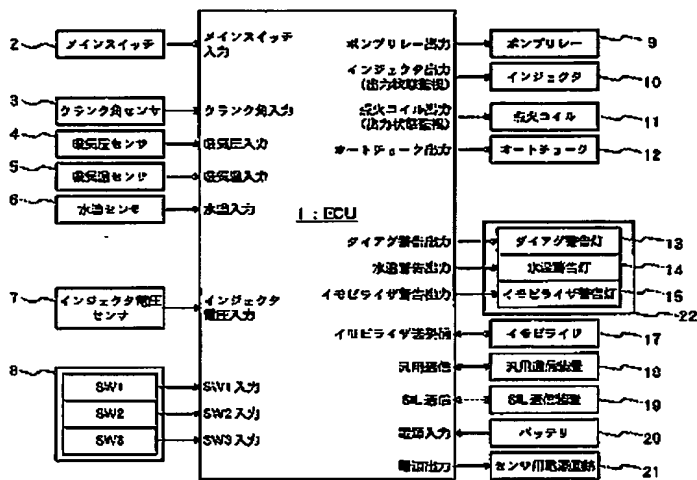 2
メインスイッチ
メインスイッチ
入力
3
クランク角センサ
クランク角入力
4
吸気圧センサ
吸気圧入力
5
吸気温センサ
吸気温入力
6
水温センサ
水温入力
7
インジェクタ電圧
センサ
インジェクタ
電圧入力
8
SW1
SW1入力
SW2
SW2入力
SW3
SW3入力
1:ECU
ポンプリレー出力
ポンプリレー
9
インジェクタ出力
(出力状態監視)
インジェクタ
10
点火コイル出力
(出力状態監視)
点火コイル
11
オートチョーク出力
オートチョーク
12
ダイアグ警告出力
ダイアグ警告灯
13
水温警告出力
水温警告灯
14
イモビライザ警告出力
イモビライザ警告灯
15
22
イモビライザ送受信
イモビライザ
17
汎用通信
汎用通信装置
18
S/L通信
S/L通信装置
19
電源入力
バッテリ
20
電源出力
センサ用電源回路
21